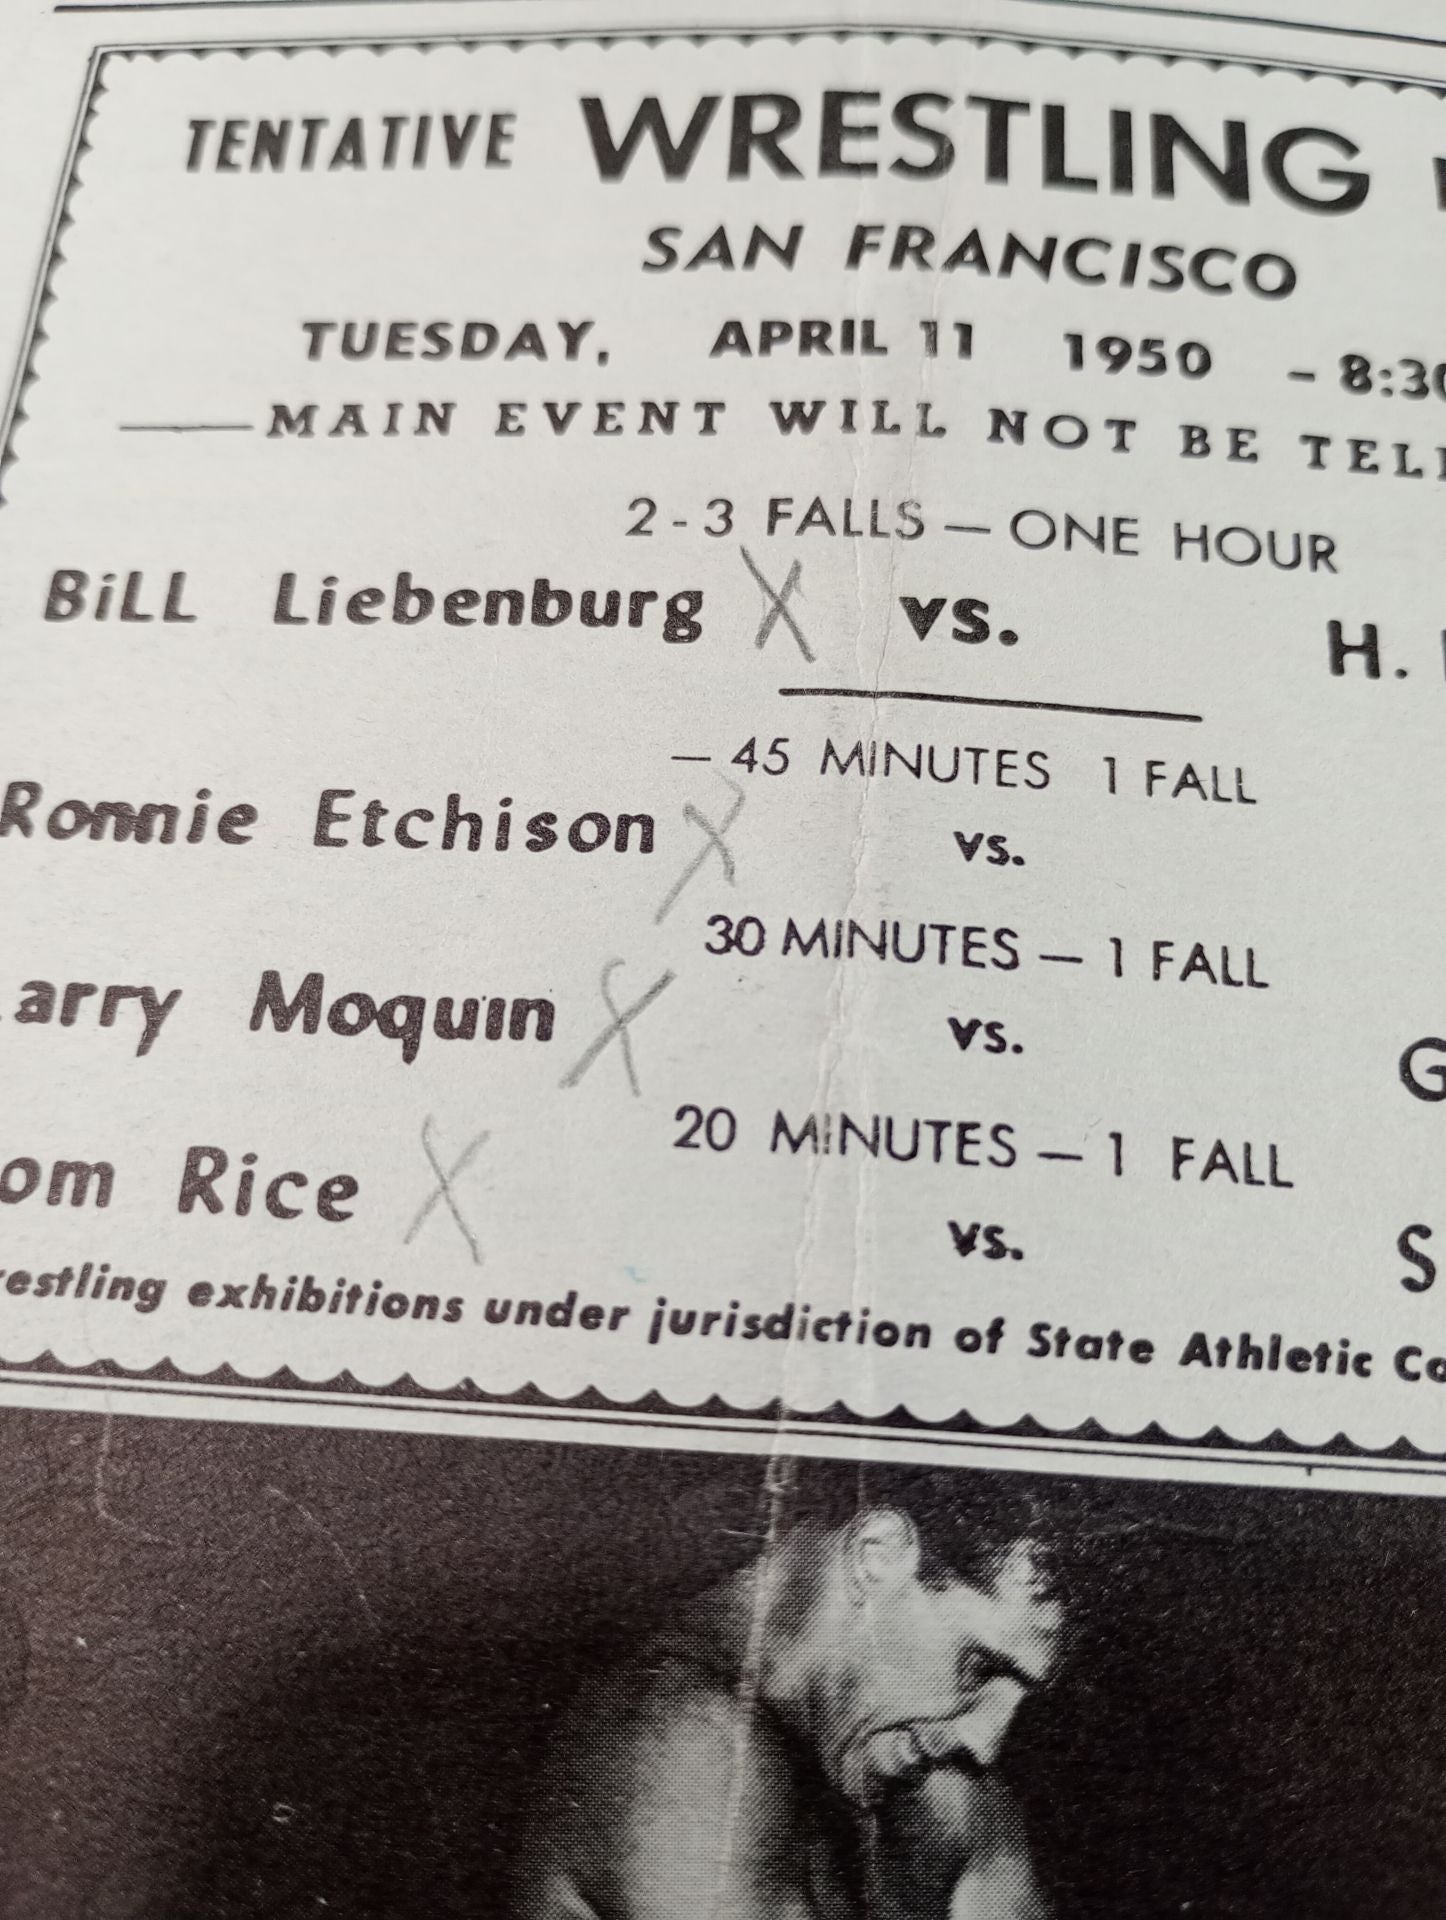 TENTATIVE WRESTLING
SAN FRANCISCO
TUESDAY, APRIL 11 1950 - 8:30
MAIN EVENT WILL NOT BE TELE
2-3 FALLS — ONE HOUR
BiLL Liebenburg X vs. H.
— 45 MINUTES 1 FALL
Ronnie Etchison X vs.
30 MINUTES — 1 FALL
arry Moquin X vs. G
20 MINUTES — 1 FALL
om Rice X vs. S
restling exhibitions under jurisdiction of State Athletic Co